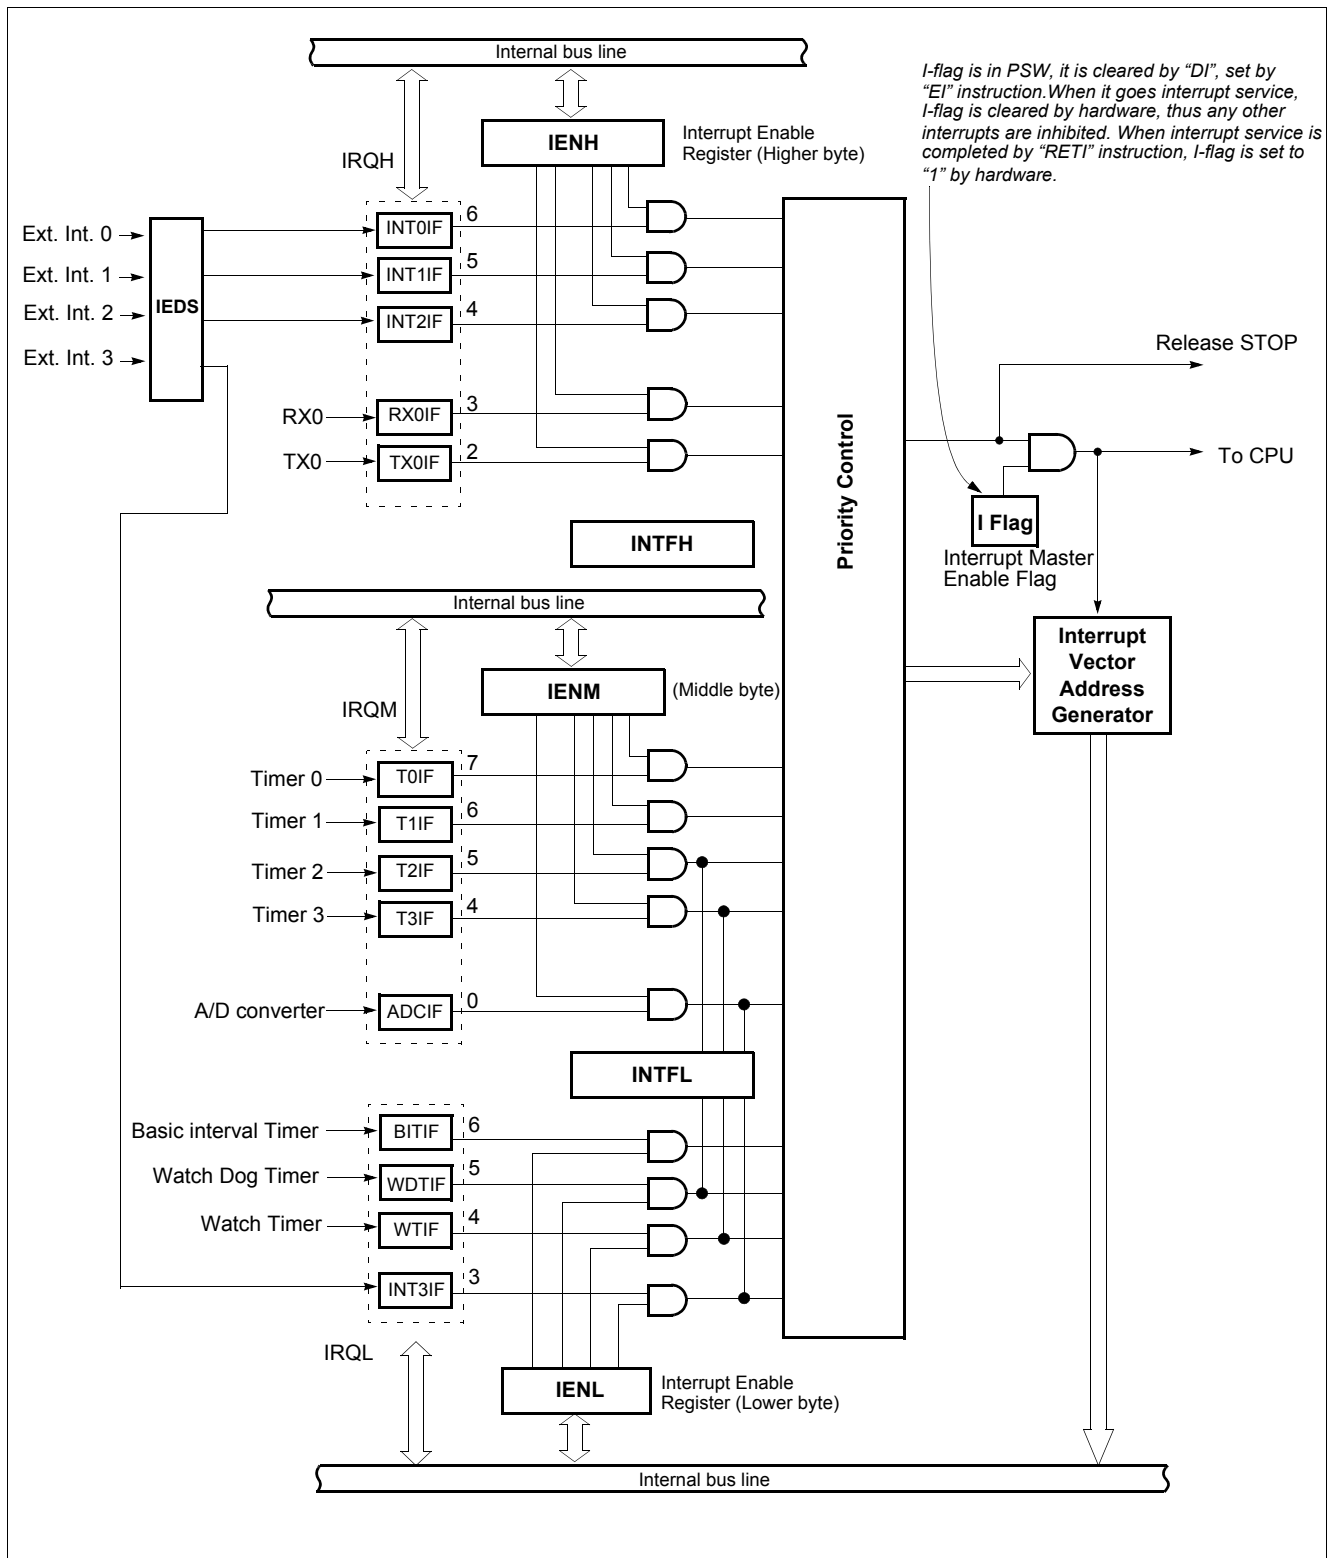 Internal bus line
I-flag is in PSW, it is cleared by “DI”, set by
“EI” instruction.When it goes interrupt service,
I-flag is cleared by hardware, thus any other
interrupts are inhibited. When interrupt service is
completed by “RETI” instruction, I-flag is set to
“1” by hardware.
IENH
Interrupt Enable
Register (Higher byte)
IRQH
Ext. Int. 0
Ext. Int. 1
Ext. Int. 2
Ext. Int. 3
IEDS
INT0IF
6
INT1IF
5
INT2IF
4
RX0
RX0IF
3
TX0
TX0IF
2
Priority Control
Release STOP
To CPU
I Flag
Interrupt Master
Enable Flag
INTFH
Internal bus line
IENM
(Middle byte)
IRQM
Interrupt
Vector
Address
Generator
Timer 0
T0IF
7
Timer 1
T1IF
6
Timer 2
T2IF
5
Timer 3
T3IF
4
A/D converter
ADCIF
0
INTFL
Basic interval Timer
BITIF
6
Watch Dog Timer
WDTIF
5
Watch Timer
WTIF
4
INT3IF
3
IRQL
IENL
Interrupt Enable
Register (Lower byte)
Internal bus line